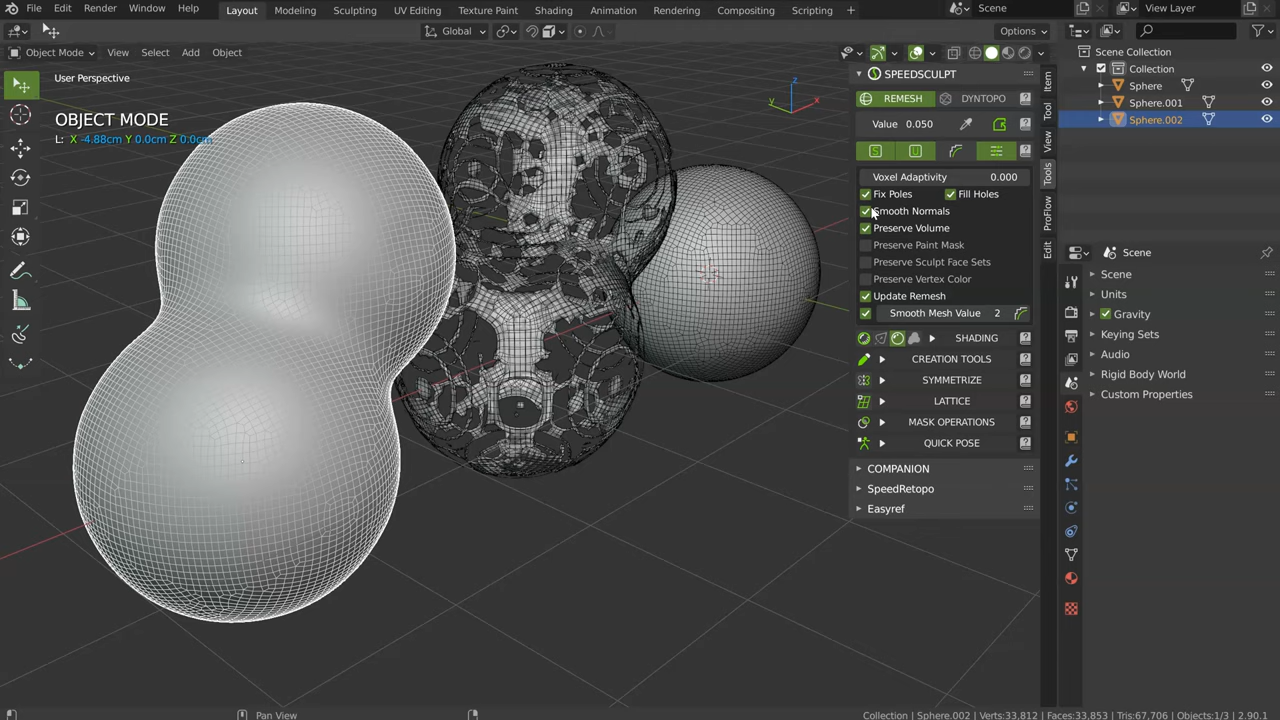 File Edit Render Window Help Layout Modeling Sculpting UV Editing Texture Paint Shading Animation Rendering Compositing Scripting Scene View Layer
Global Options
Object Mode View Select Add Object
User Perspective
OBJECT MODE
L: X -4.88cm Y 0.0cm Z 0.0cm
z
y
x
SPEEDSCULPT
REMESH DYNTOPO
Value 0.050
Voxel Adaptivity 0.000
Fix Poles Fill Holes
Smooth Normals
Preserve Volume
Preserve Paint Mask
Preserve Sculpt Face Sets
Preserve Vertex Color
Update Remesh
Smooth Mesh Value 2
SHADING
CREATION TOOLS
SYMMETRIZE
LATTICE
MASK OPERATIONS
QUICK POSE
COMPANION
SpeedRetopo
Easyref
Item
Tool
View
Tools
ProFlow
Edit
Scene Collection
Collection
Sphere
Sphere.001
Sphere.002
Scene
Scene
Units
Gravity
Keying Sets
Audio
Rigid Body World
Custom Properties
Pan View
Collection | Sphere.002 | Verts:33,812 | Faces:33,853 | Tris:67,706 | Objects:1/3 | 2.90.1